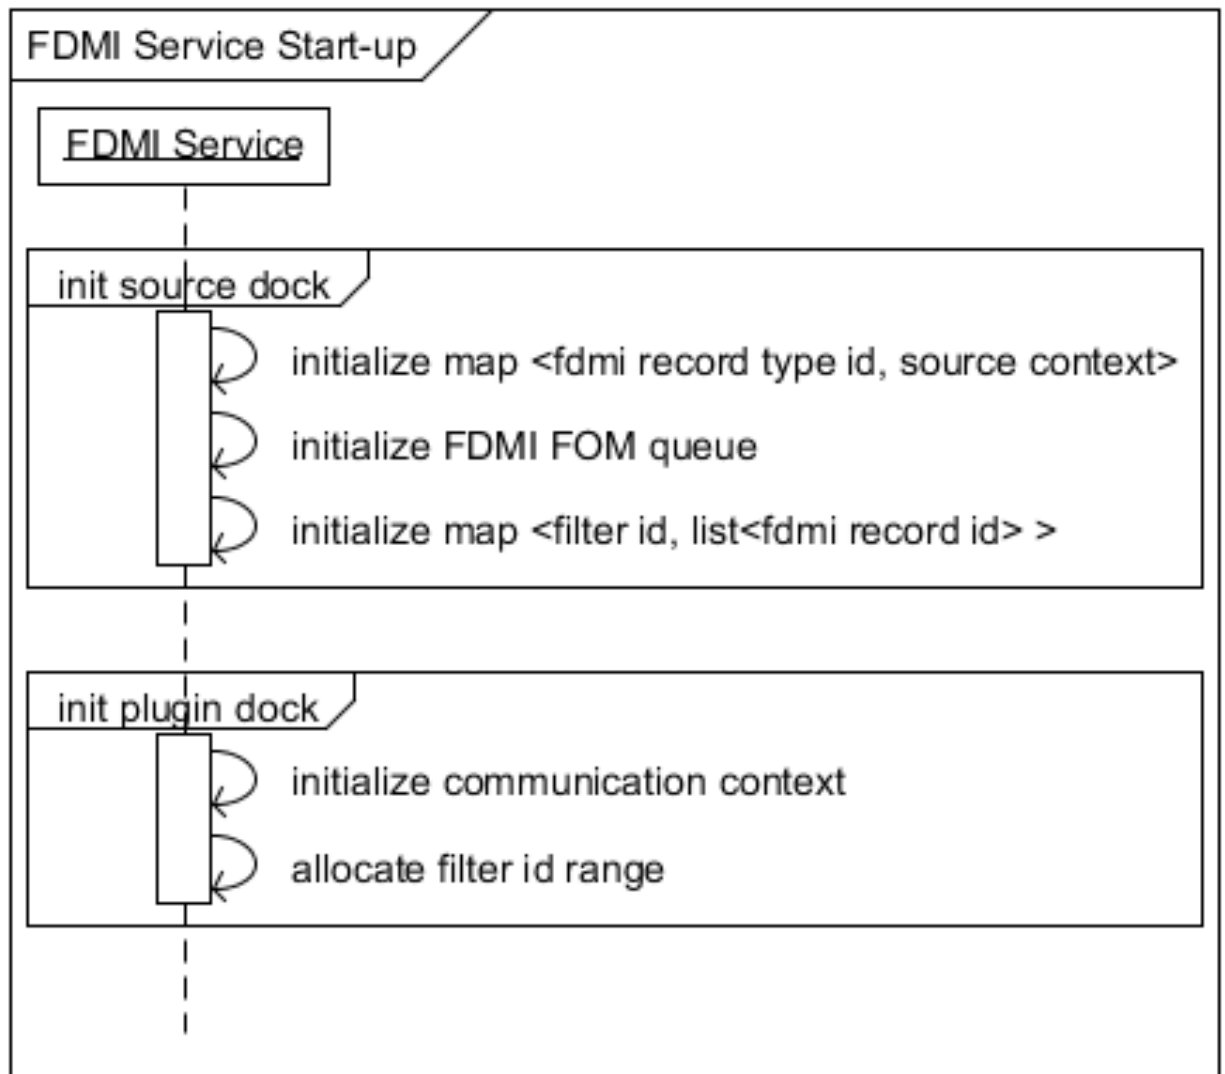 FDMI Service Start-up
FDMI Service
init source dock
initialize map <fdmi record type id, source context>
initialize FDMI FOM queue
initialize map <filter id, list<fdmi record id> >
init plugin dock
initialize communication context
allocate filter id range